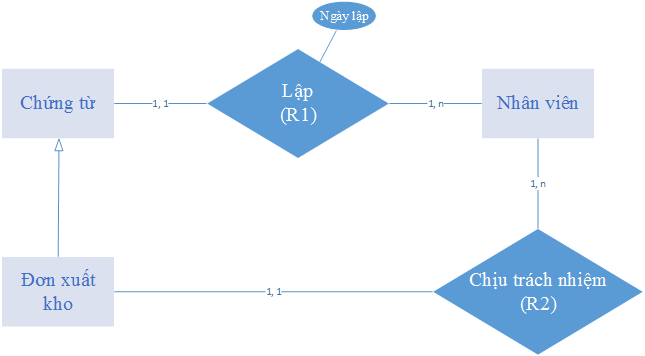 Ngày lập
Chứng từ
1, 1
Lập
(R1)
1, n
Nhân viên
1, n
Đơn xuất
kho
1, 1
Chịu trách nhiệm
(R2)